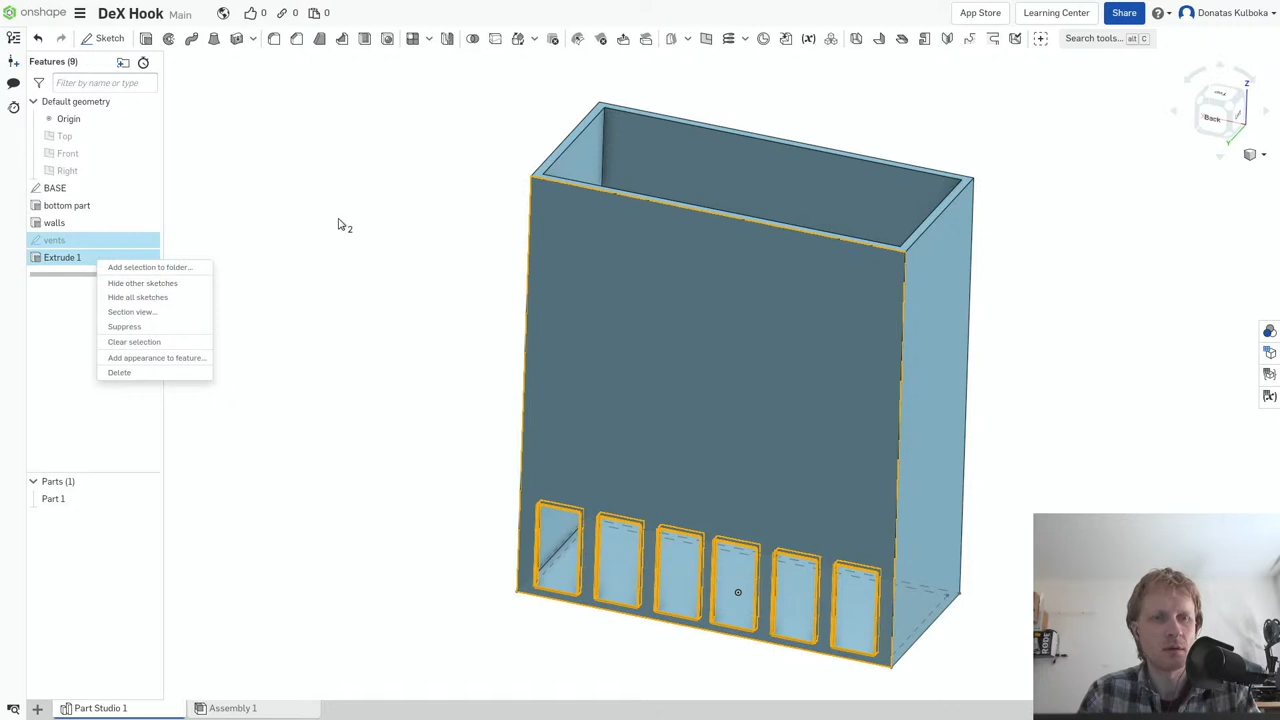 onshape DeX Hook Main 0 0 0 App Store Learning Center Share Donatas Kulboka
Sketch Search tools... alt C
Features (9)
Filter by name or type
Default geometry
Origin
Top
Front
Right
BASE
bottom part
walls
vents
Extrude 1
Add selection to folder...
Hide other sketches
Hide all sketches
Section view...
Suppress
Clear selection
Add appearance to feature...
Delete
2
Z
Back
Y
Parts (1)
Part 1
RODE
Part Studio 1 Assembly 1